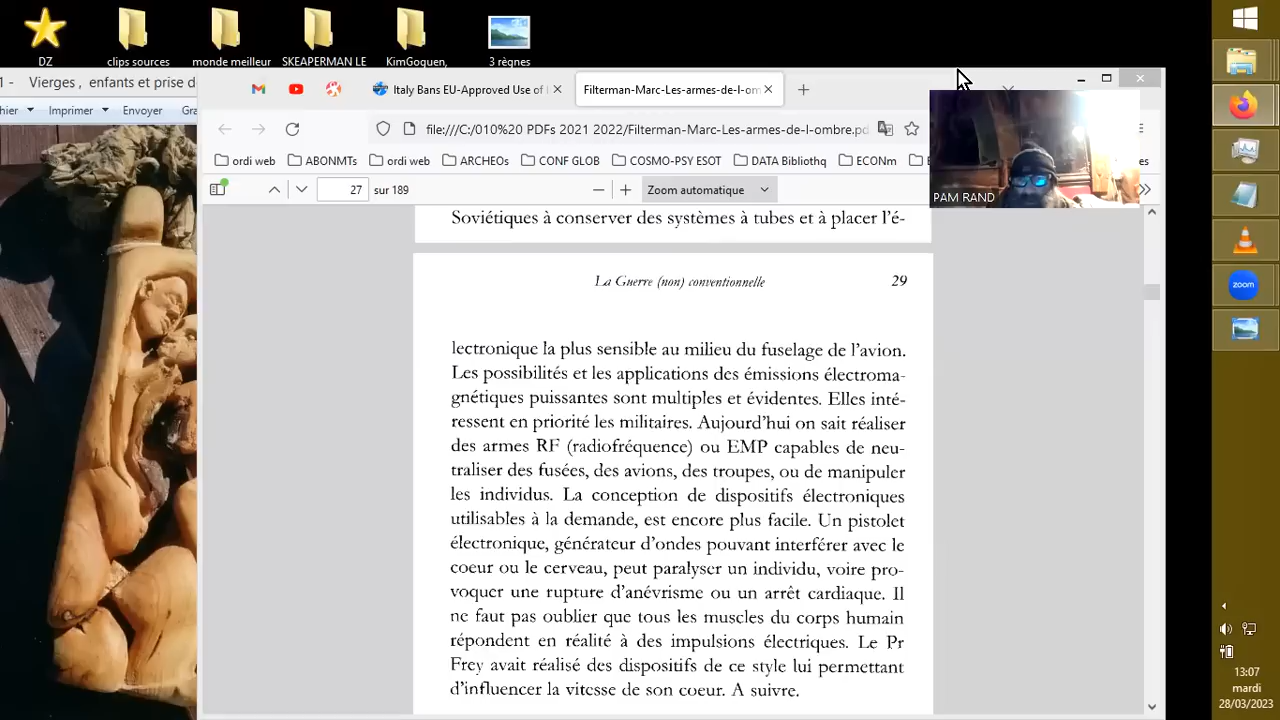 DZ
clips sources
monde meilleur
SKEAPERMAN LE
KimGoquen,
3 règnes
1 - Vierges , enfants et prise d
hier
Imprimer
Envoyer
Graver
Italy Bans EU-Approved Use of I
Filterman-Marc-Les-armes-de-l-om
file:///C:/010%20 PDFs 2021 2022/Filterman-Marc-Les-armes-de-l-ombre.pd
ordi web
ABONMTs
ordi web
ARCHEOs
CONF GLOB
COSMO-PSY ESOT
DATA Bibliothq
ECONm
27 sur 189
Zoom automatique
PAM RAND
Soviétiques à conserver des systèmes à tubes et à placer l'é-
La Guerre (non) conventionnelle
29
lectronique la plus sensible au milieu du fuselage de l'avion.
Les possibilités et les applications des émissions électroma-
gnétiques puissantes sont multiples et évidentes. Elles inté-
ressent en priorité les militaires. Aujourd'hui on sait réaliser
des armes RF (radiofréquence) ou EMP capables de neu-
traliser des fusées, des avions, des troupes, ou de manipuler
les individus. La conception de dispositifs électroniques
utilisables à la demande, est encore plus facile. Un pistolet
électronique, générateur d'ondes pouvant interférer avec le
coeur ou le cerveau, peut paralyser un individu, voire pro-
voquer une rupture d'anévrisme ou un arrêt cardiaque. Il
ne faut pas oublier que tous les muscles du corps humain
répondent en réalité à des impulsions électriques. Le Pr
Frey avait réalisé des dispositifs de ce style lui permettant
d'influencer la vitesse de son coeur. A suivre.
zoom
13:07
mardi
28/03/2023